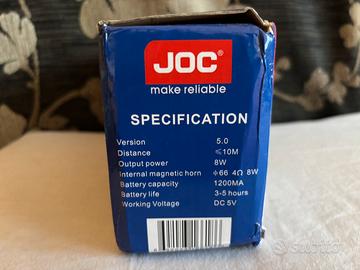 JOC®
make reliable
SPECIFICATION
Version 5.0
Distance ≤10M
Output power 8W
Internal magnetic horn ϕ66 4Ω 8W
Battery capacity 1200MA
Battery life 3-5 hours
Working Voltage DC 5V
Subito